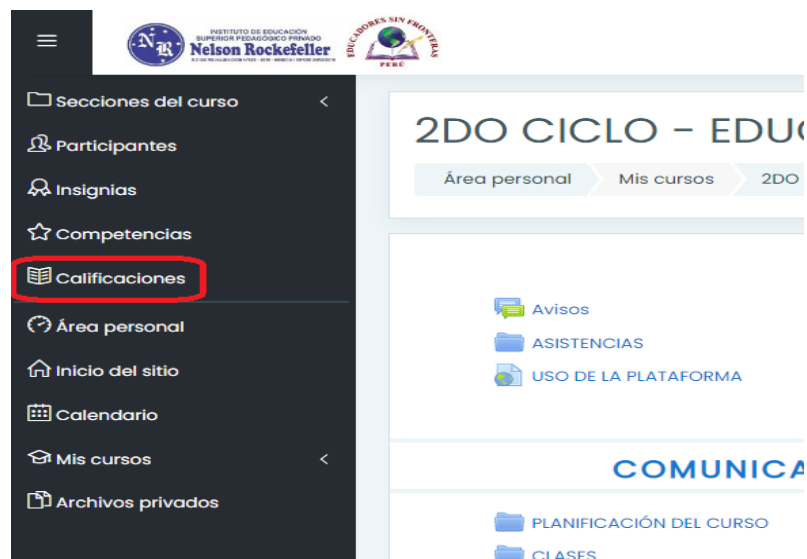 INSTITUTO DE EDUCACIÓN
SUPERIOR PEDAGÓGICO PRIVADO
Nelson Rockefeller
NR
EDUCADORES SIN FRONTERAS
PERÚ
Secciones del curso
Participantes
Insignias
Competencias
Calificaciones
Área personal
Inicio del sitio
Calendario
Mis cursos
Archivos privados
2DO CICLO - EDUC
Área personal
Mis cursos
2DO
Avisos
ASISTENCIAS
USO DE LA PLATAFORMA
COMUNICA
PLANIFICACIÓN DEL CURSO
CLASES